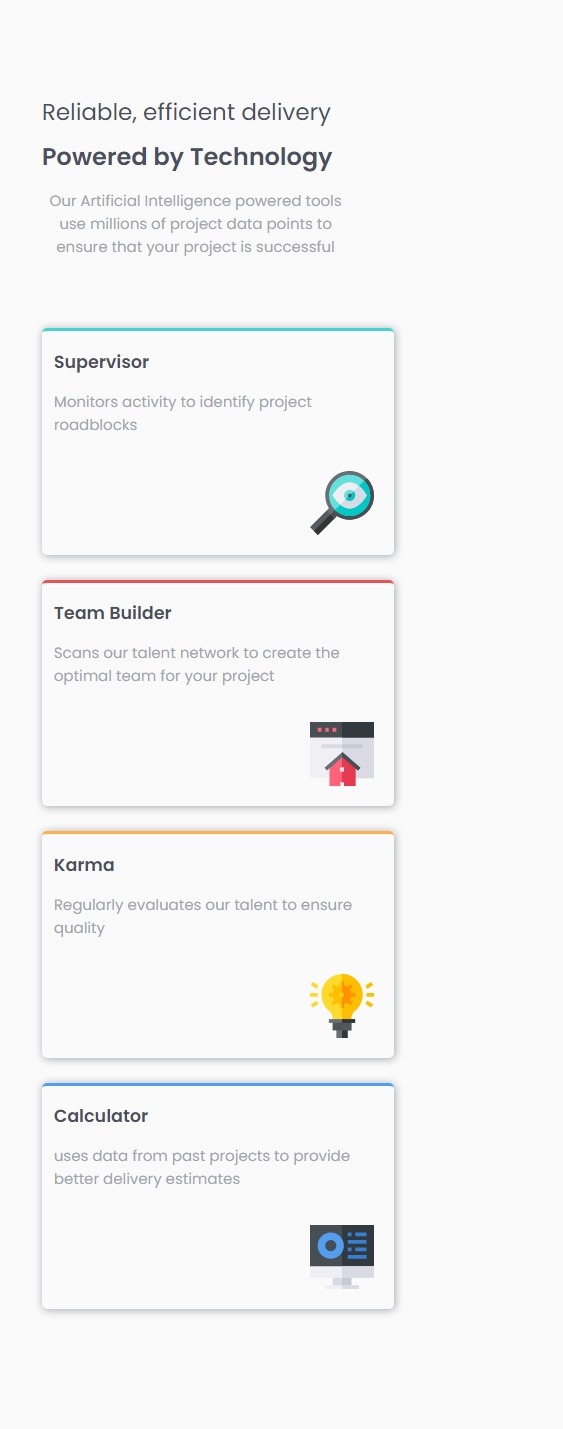 Reliable, efficient delivery
Powered by Technology
Our Artificial Intelligence powered tools
use millions of project data points to
ensure that your project is successful
Supervisor
Monitors activity to identify project
roadblocks
Team Builder
Scans our talent network to create the
optimal team for your project
Karma
Regularly evaluates our talent to ensure
quality
Calculator
uses data from past projects to provide
better delivery estimates